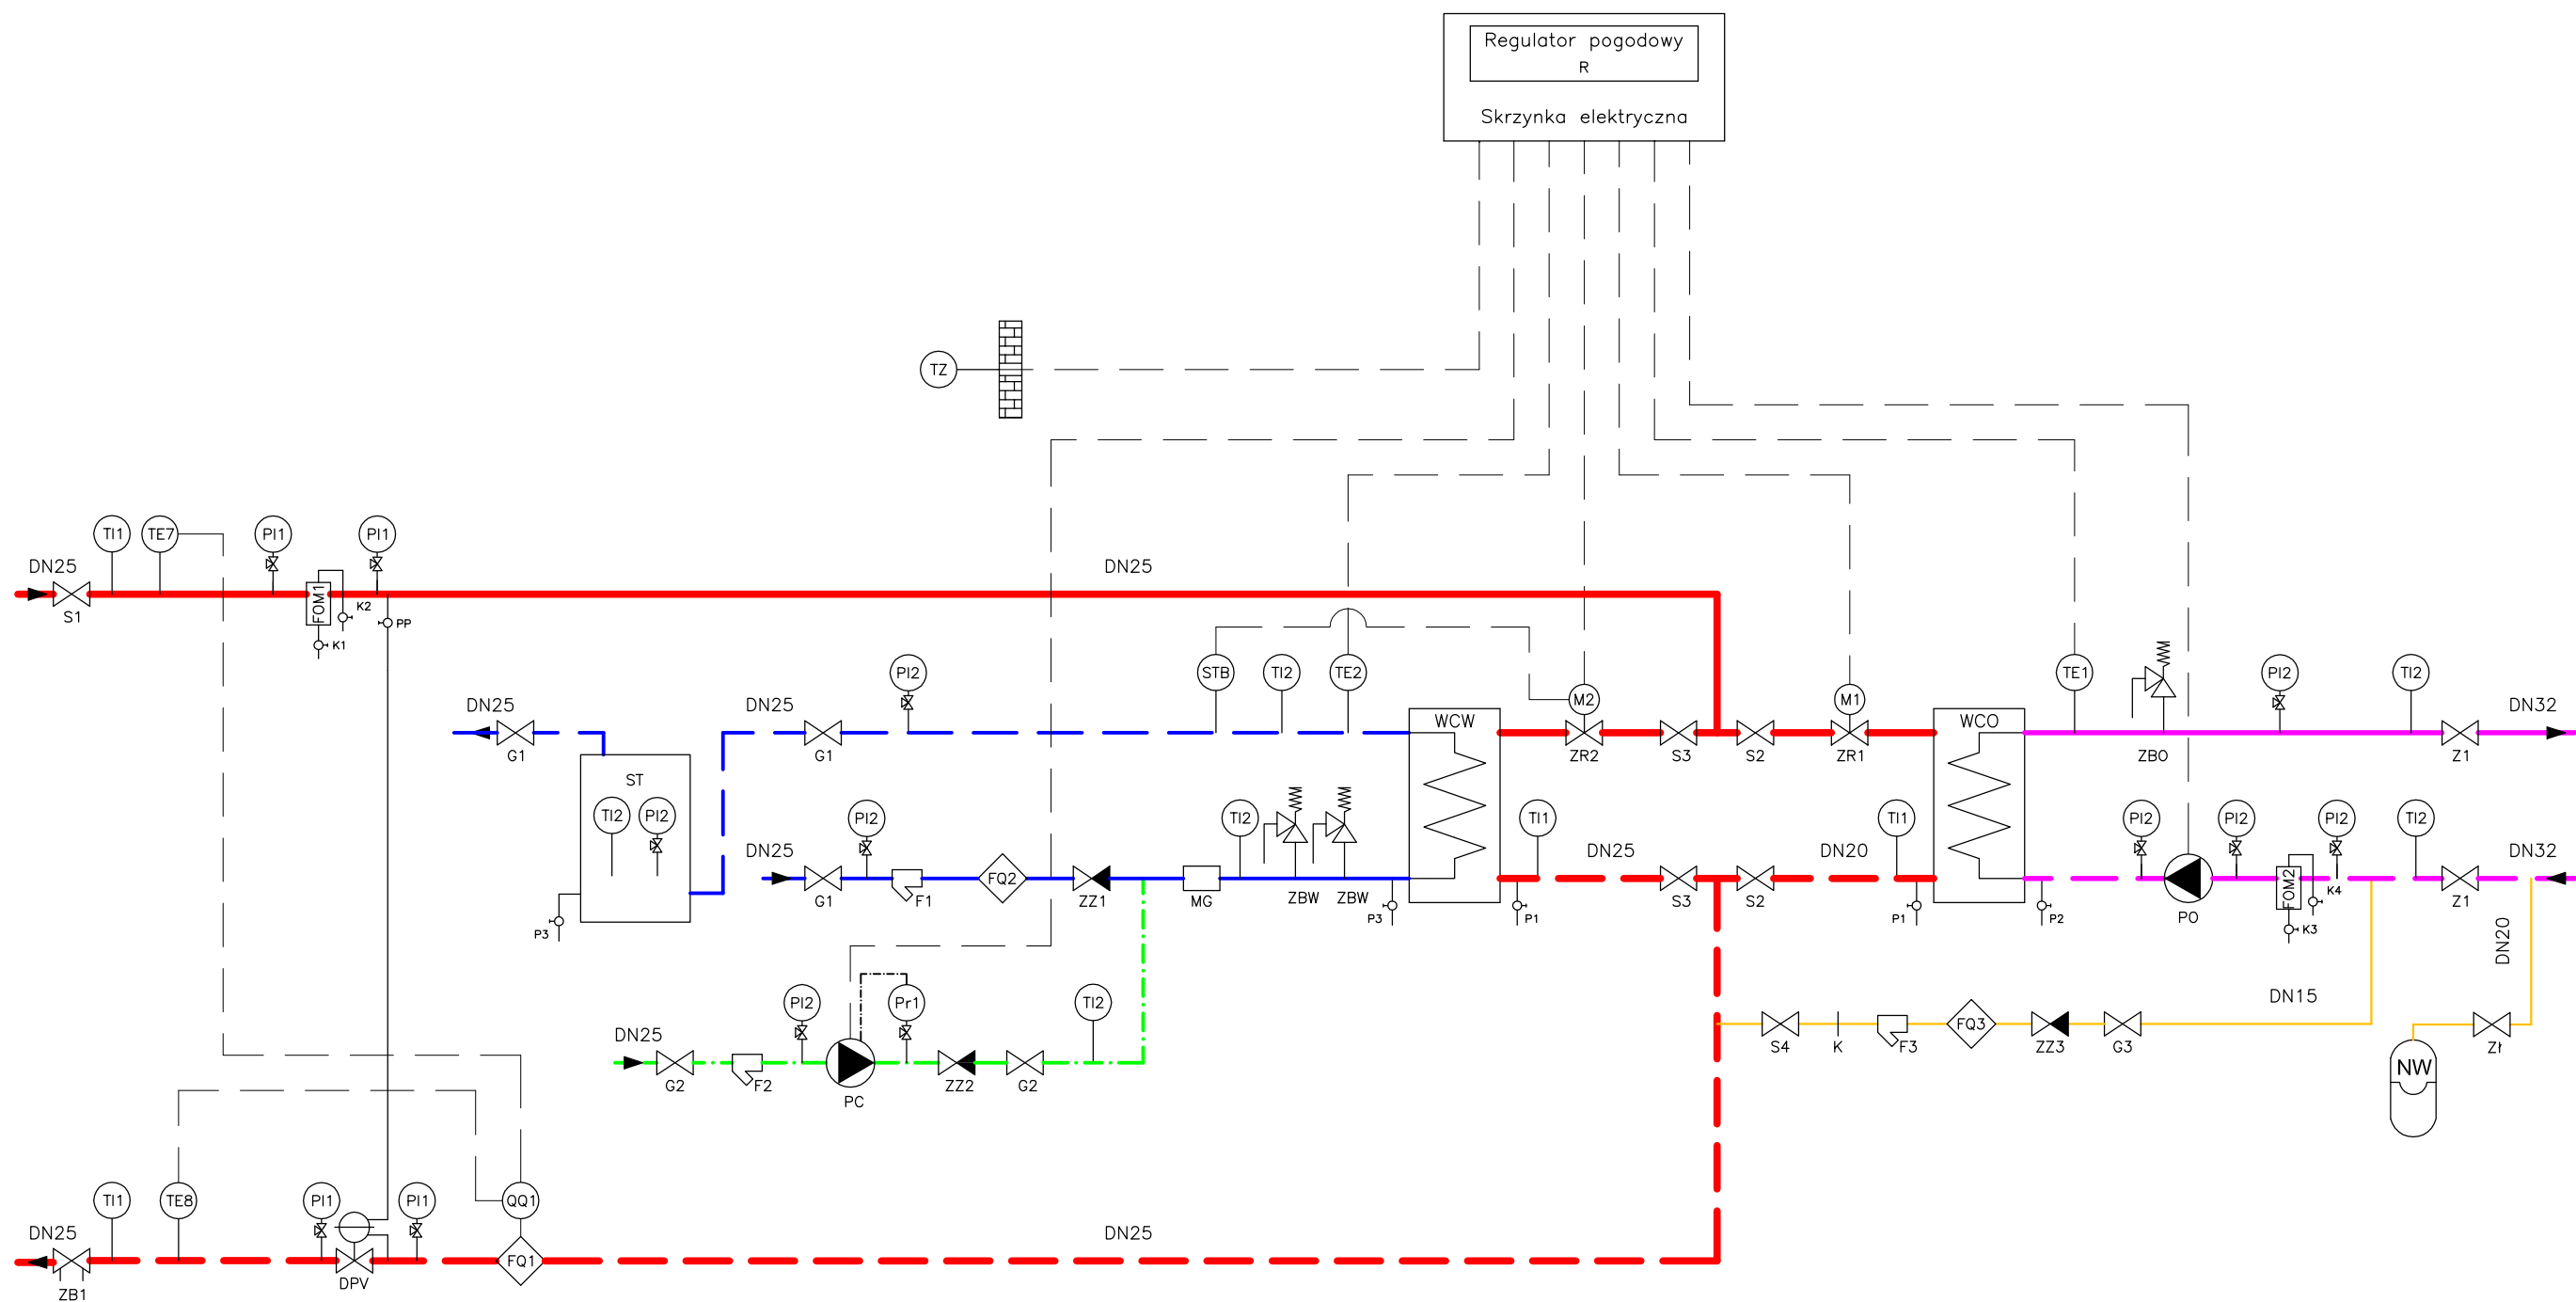 Regulator pogodowy
R
Skrzynka elektryczna
TZ
TI1
TE7
PI1
PI1
DN25
DN25
S1
FOM1
K2
K1
PP
PI2
STB
TI2
TE2
M2
M1
TE1
PI2
TI2
DN25
DN25
DN32
G1
G1
WCW
ZR2
S3
S2
ZR1
WCO
ZBO
Z1
ST
TI2
PI2
PI2
TI2
TI1
TI1
PI2
PI2
PI2
TI2
DN25
DN25
DN20
DN32
G1
F1
FQ2
ZZ1
MG
ZBW
ZBW
P3
P1
S3
S2
P1
P2
PO
FOM2
K4
K3
Z1
P3
DN20
PI2
Pr1
TI2
DN15
DN25
G2
F2
PC
ZZ2
G2
S4
K
F3
FQ3
ZZ3
G3
Zł
NW
TI1
TE8
PI1
PI1
QQ1
DN25
DN25
ZB1
DPV
FQ1